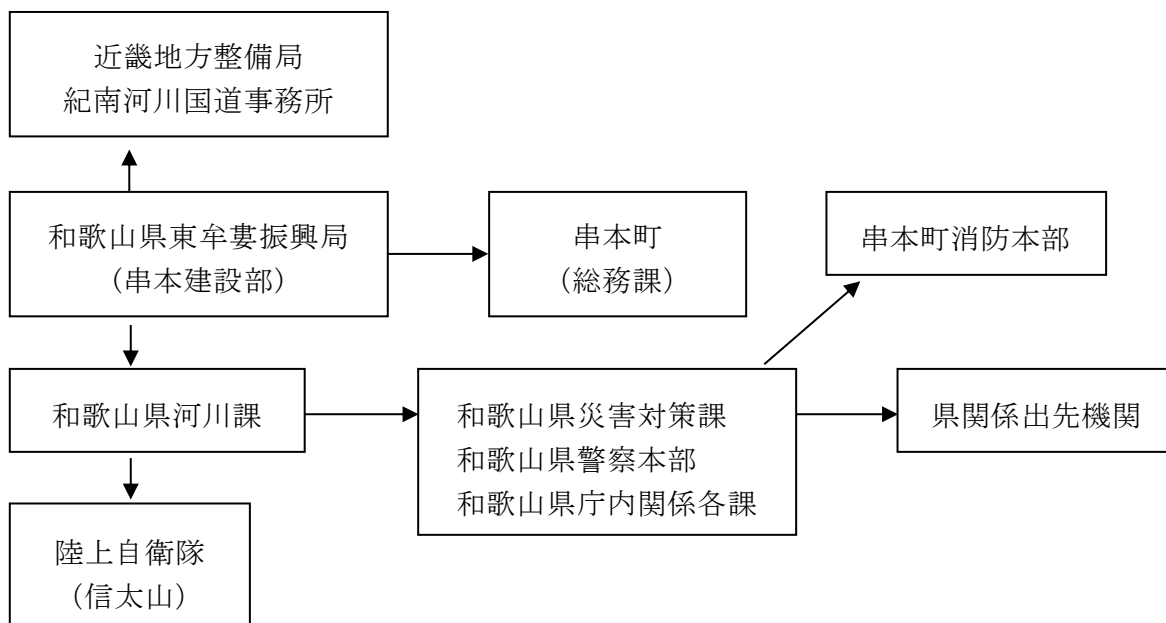 近畿地方整備局
紀南河川国道事務所
和歌山県東牟婁振興局
（串本建設部）
串本町
（総務課）
串本町消防本部
和歌山県河川課
和歌山県災害対策課
和歌山県警察本部
和歌山県庁内関係各課
県関係出先機関
陸上自衛隊
（信太山）